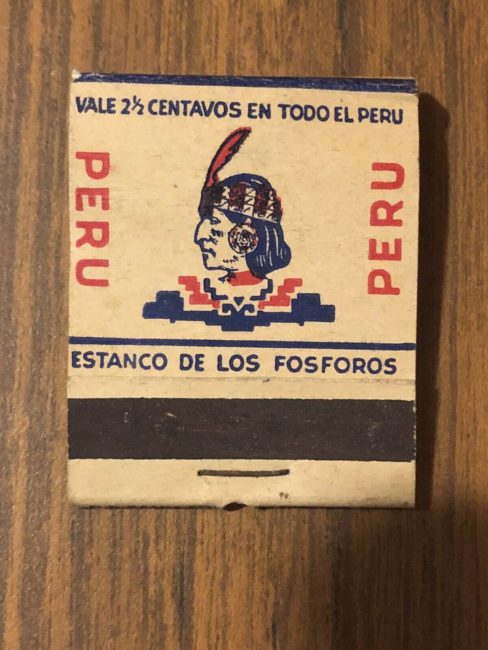 VALE 2½ CENTAVOS EN TODO EL PERU
PERU
PERU
ESTANCO DE LOS FOSFOROS